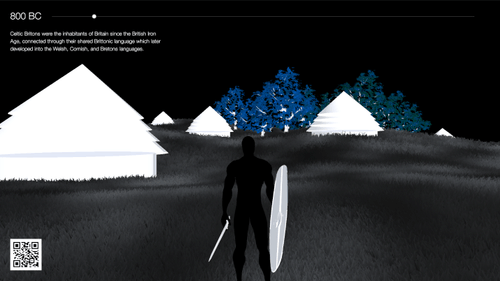 800 BC
Celtic Britons were the inhabitants of Britain since the British Iron
Age, connected through their shared Brittonic language which later
developed into the Welsh, Cornish, and Bretons languages.